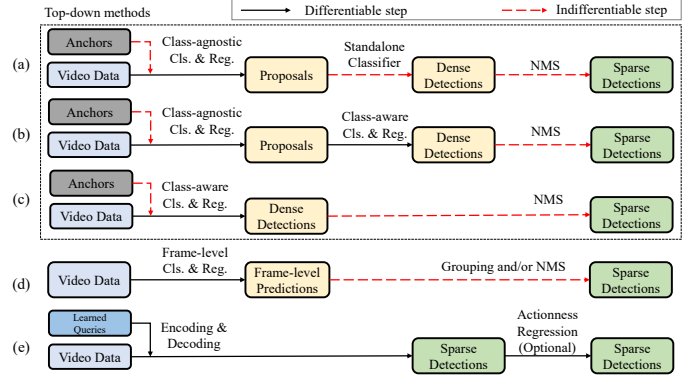 Top-down methods
Differentiable step
Indifferentiable step
(a)
Anchors
Video Data
Class-agnostic
Cls. & Reg.
Proposals
Standalone
Classifier
Dense
Detections
NMS
Sparse
Detections
(b)
Anchors
Video Data
Class-agnostic
Cls. & Reg.
Proposals
Class-aware
Cls. & Reg.
Dense
Detections
NMS
Sparse
Detections
(c)
Anchors
Video Data
Class-aware
Cls. & Reg.
Dense
Detections
NMS
Sparse
Detections
(d)
Video Data
Frame-level
Cls. & Reg.
Frame-level
Predictions
Grouping and/or NMS
Sparse
Detections
(e)
Learned
Queries
Video Data
Encoding &
Decoding
Sparse
Detections
Actionness
Regression
(Optional)
Sparse
Detections